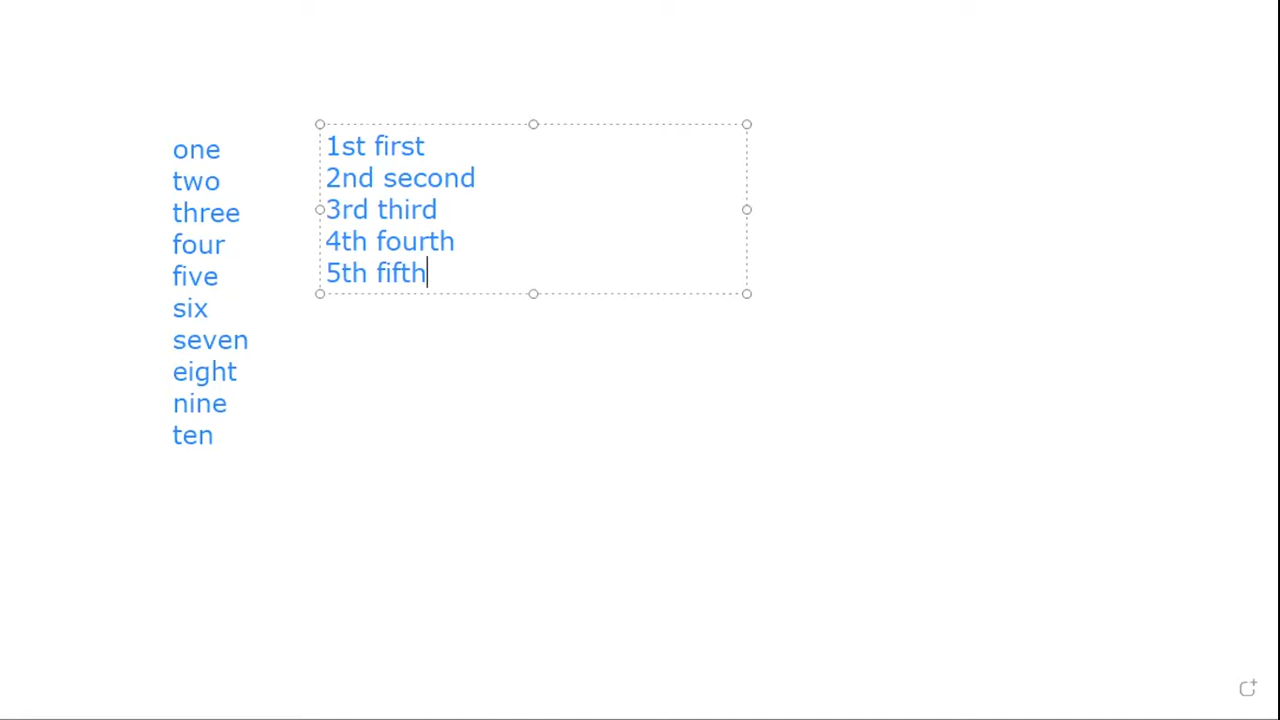 one
two
three
four
five
six
seven
eight
nine
ten
1st first
2nd second
3rd third
4th fourth
5th fifth